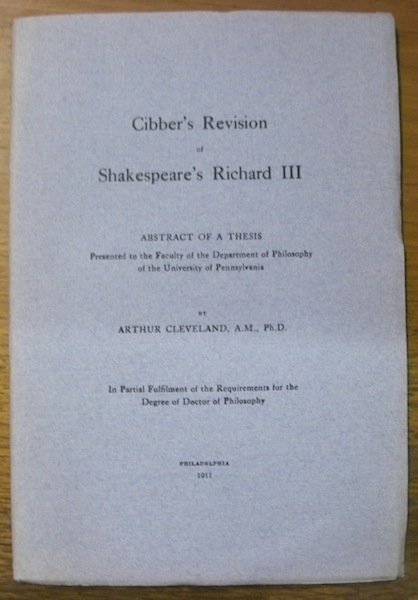 Cibber's Revision
of
Shakespeare's Richard III
ABSTRACT OF A THESIS
Presented to the Faculty of the Department of Philosophy
of the University of Pennsylvania
BY
ARTHUR CLEVELAND, A.M., Ph.D.
In Partial Fulfilment of the Requirements for the
Degree of Doctor of Philosophy
PHILADELPHIA
1911